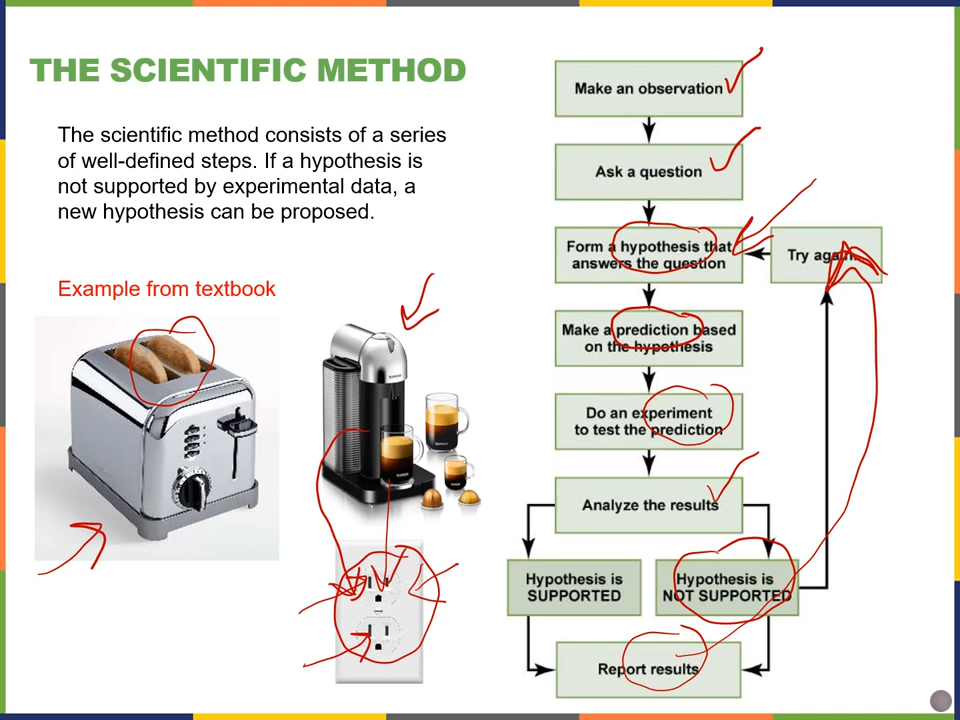 THE SCIENTIFIC METHOD
The scientific method consists of a series
of well-defined steps. If a hypothesis is
not supported by experimental data, a
new hypothesis can be proposed.
Example from textbook
Make an observation
Ask a question
Form a hypothesis that
answers the question
Try again...
Make a prediction based
on the hypothesis
Do an experiment
to test the prediction
Analyze the results
Hypothesis is
SUPPORTED
Hypothesis is
NOT SUPPORTED
Report results